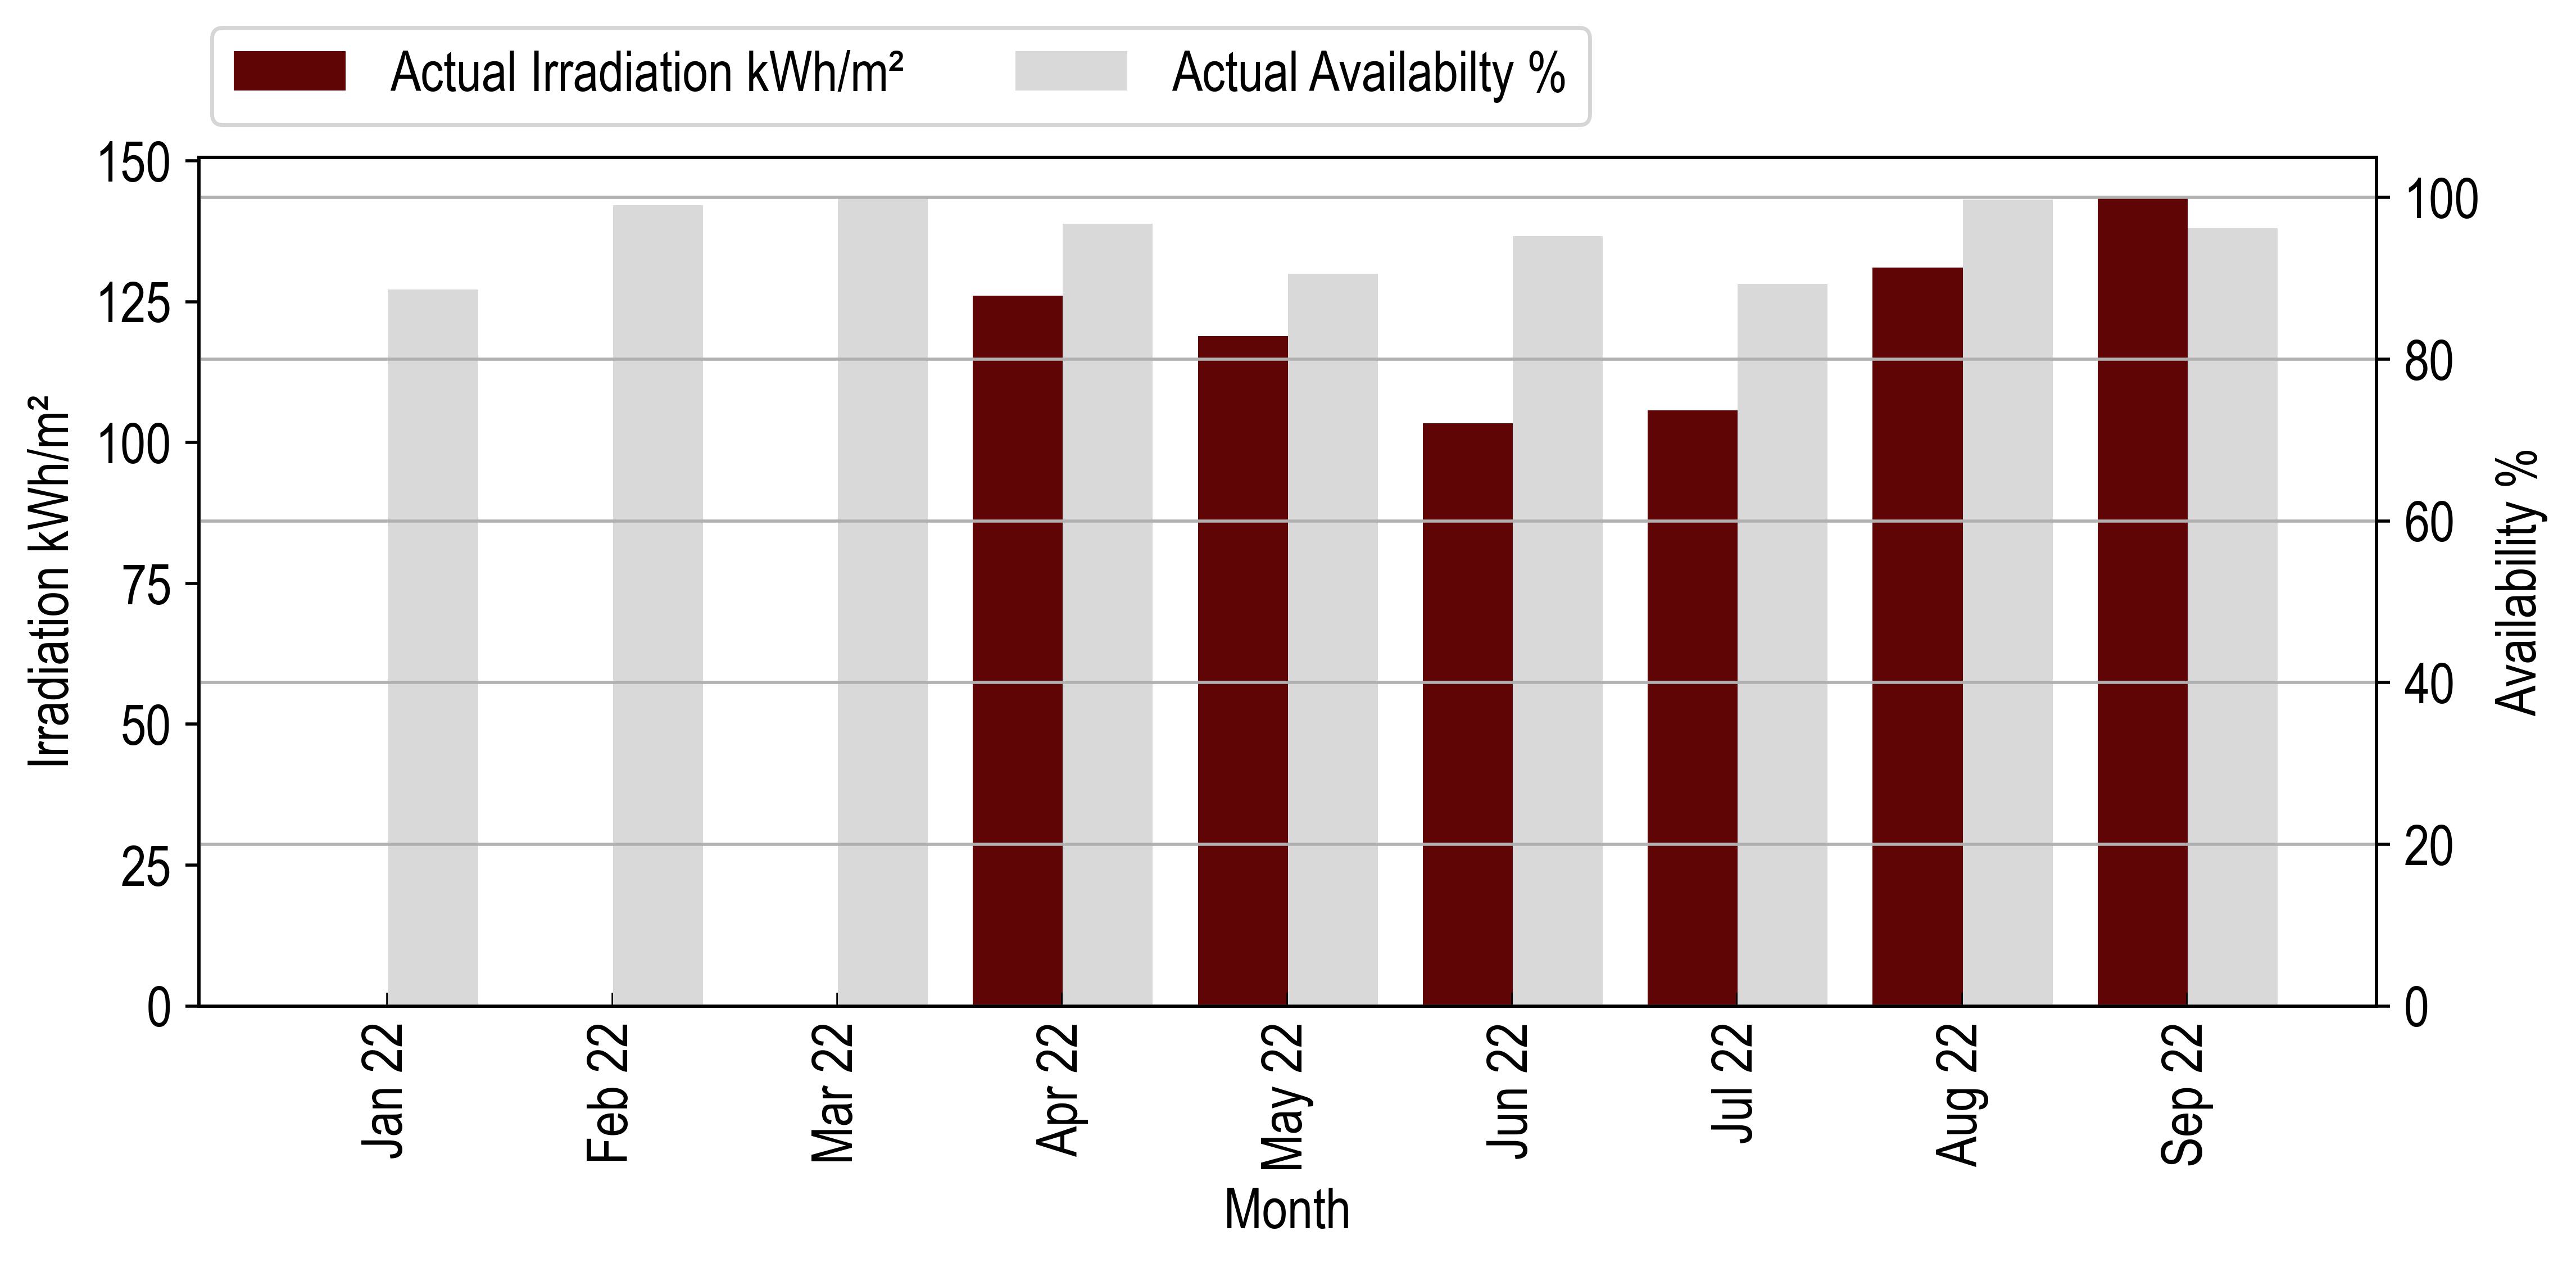 Actual Irradiation kWh/m² Actual Availabilty %
150
125
100
75
50
25
0
Irradiation kWh/m²
100
80
60
40
20
0
Availability %
Jan 22
Feb 22
Mar 22
Apr 22
May 22
Jun 22
Jul 22
Aug 22
Sep 22
Month